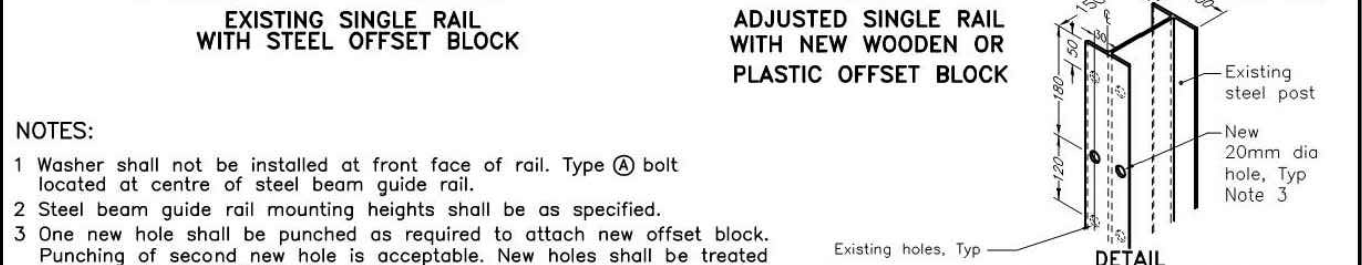 EXISTING SINGLE RAIL
WITH STEEL OFFSET BLOCK
ADJUSTED SINGLE RAIL
WITH NEW WOODEN OR
PLASTIC OFFSET BLOCK
NOTES:
1 Washer shall not be installed at front face of rail. Type Ⓐ bolt
located at centre of steel beam guide rail.
2 Steel beam guide rail mounting heights shall be as specified.
3 One new hole shall be punched as required to attach new offset block.
Punching of second new hole is acceptable. New holes shall be treated
℄
30
50
180
120
Existing
steel post
New
20mm dia
hole, Typ
Note 3
Existing holes, Typ
DETAIL